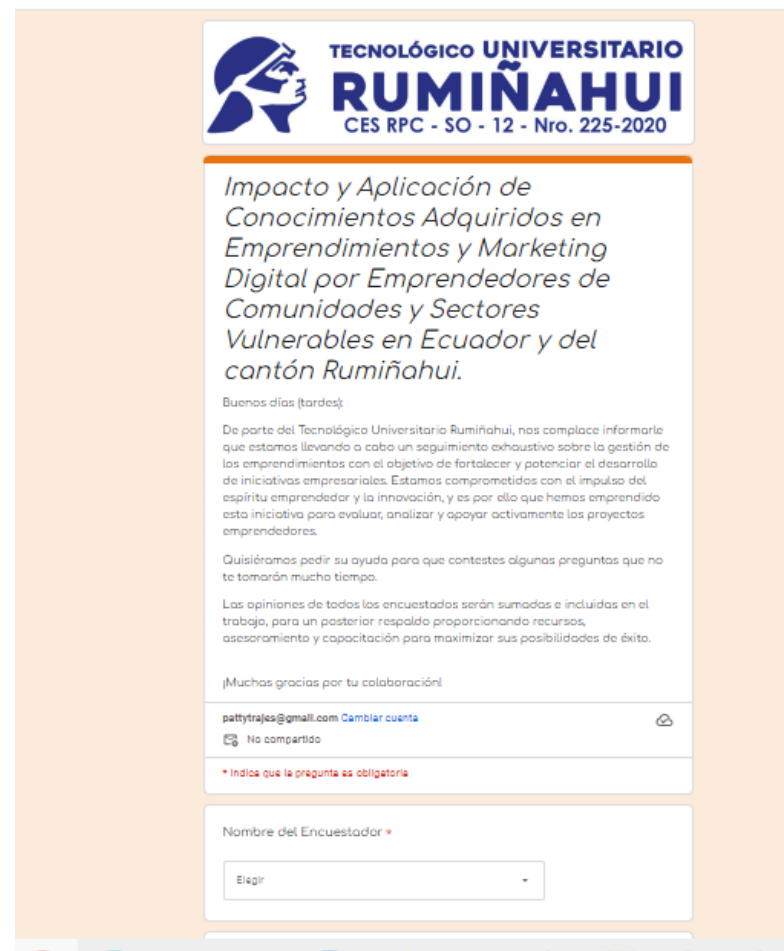 TECNOLÓGICO UNIVERSITARIO
RUMIÑAHUI
CES RPC - SO - 12 - Nro. 225-2020
Impacto y Aplicación de
Conocimientos Adquiridos en
Emprendimientos y Marketing
Digital por Emprendedores de
Comunidades y Sectores
Vulnerables en Ecuador y del
cantón Rumiñahui.
Buenos días (tardes):
De parte del Tecnológico Universitario Rumiñahui, nos complace informarle
que estamos llevando a cabo un seguimiento exhaustivo sobre la gestión de
los emprendimientos con el objetivo de fortalecer y potenciar el desarrollo
de iniciativas empresariales. Estamos comprometidos con el impulso del
espíritu emprendedor y la innovación, y es por ello que hemos emprendido
esta iniciativa para evaluar, analizar y apoyar activamente los proyectos
emprendedores.
Quisiéramos pedir su ayuda para que contestes algunas preguntas que no
te tomarán mucho tiempo.
Las opiniones de todos los encuestados serán sumadas e incluidas en el
trabajo, para un posterior respaldo proporcionando recursos,
asesoramiento y capacitación para maximizar sus posibilidades de éxito.
¡Muchas gracias por tu colaboración!
pattytrajes@gmail.com Cambiar cuenta
No compartido
* Indica que la pregunta es obligatoria
Nombre del Encuestador *
Elegir